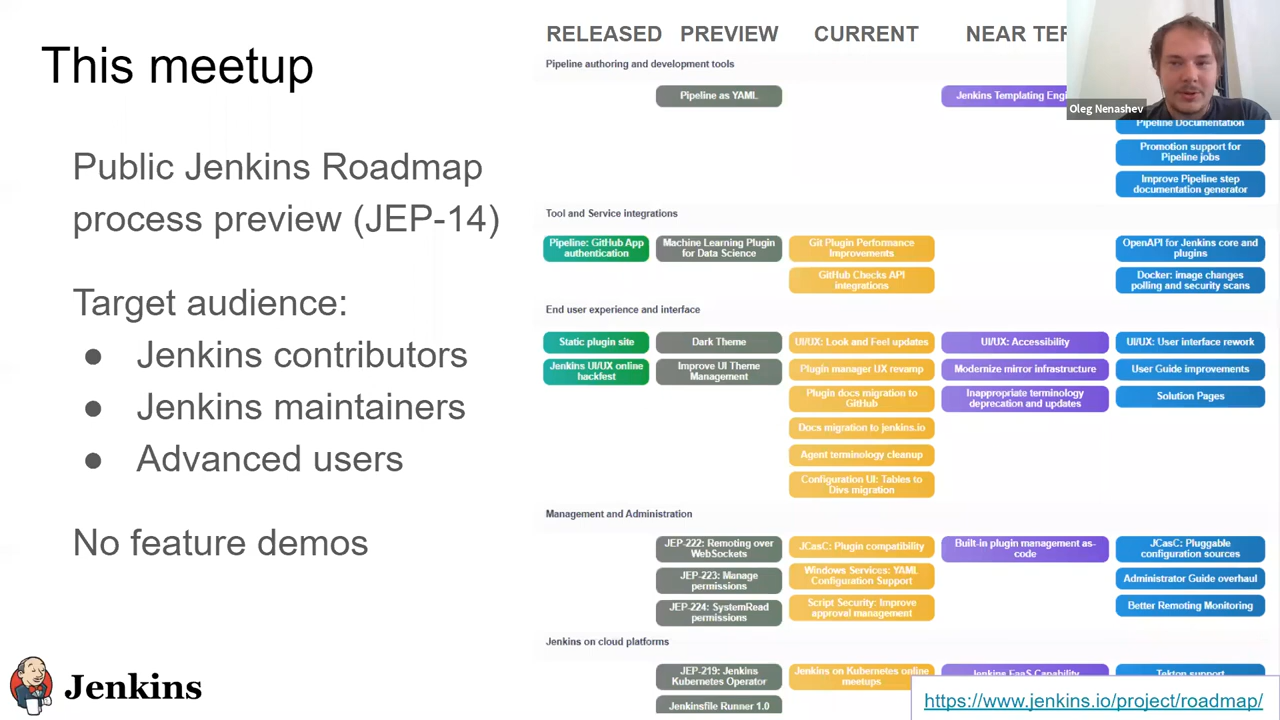 This meetup
Public Jenkins Roadmap
process preview (JEP-14)
Target audience:
● Jenkins contributors
● Jenkins maintainers
● Advanced users
No feature demos
Jenkins
RELEASED PREVIEW CURRENT NEAR
Oleg Nenashev
Pipeline authoring and development tools
Pipeline as YAML
Jenkins Templating
Pipeline Documentation
Promotion support for
Pipeline jobs
Improve Pipeline step
documentation generator
Tool and Service integrations
Pipeline: GitHub App
authentication
Machine Learning Plugin
for Data Science
Git Plugin Performance
Improvements
GitHub Checks API
integrations
OpenAPI for Jenkins core and
plugins
Docker: image changes
polling and security scans
End user experience and interface
Static plugin site
Jenkins UI/UX online
hackfest
Dark Theme
Improve UI Theme
Management
UI/UX: Look and Feel updates
Plugin manager UX revamp
Plugin docs migration to
GitHub
Docs migration to jenkins.io
Agent terminology cleanup
Configuration UI: Tables to
Divs migration
UI/UX: Accessibility
Modernize mirror infrastructure
Inappropriate terminology
deprecation and updates
UI/UX: User interface rework
User Guide improvements
Solution Pages
Management and Administration
JEP-222: Remoting over
WebSockets
JEP-223: Manage
permissions
JEP-224: SystemRead
permissions
JCasC: Plugin compatibility
Windows Services: YAML
Configuration Support
Script Security: Improve
approval management
Built-in plugin management as-
code
JCasC: Pluggable
configuration sources
Administrator Guide overhaul
Better Remoting Monitoring
Jenkins on cloud platforms
JEP-219: Jenkins
Kubernetes Operator
Jenkinsfile Runner 1.0
Jenkins on Kubernetes online
meetups
Jenkins FaaS Capability
Tekton support
https://www.jenkins.io/project/roadmap/